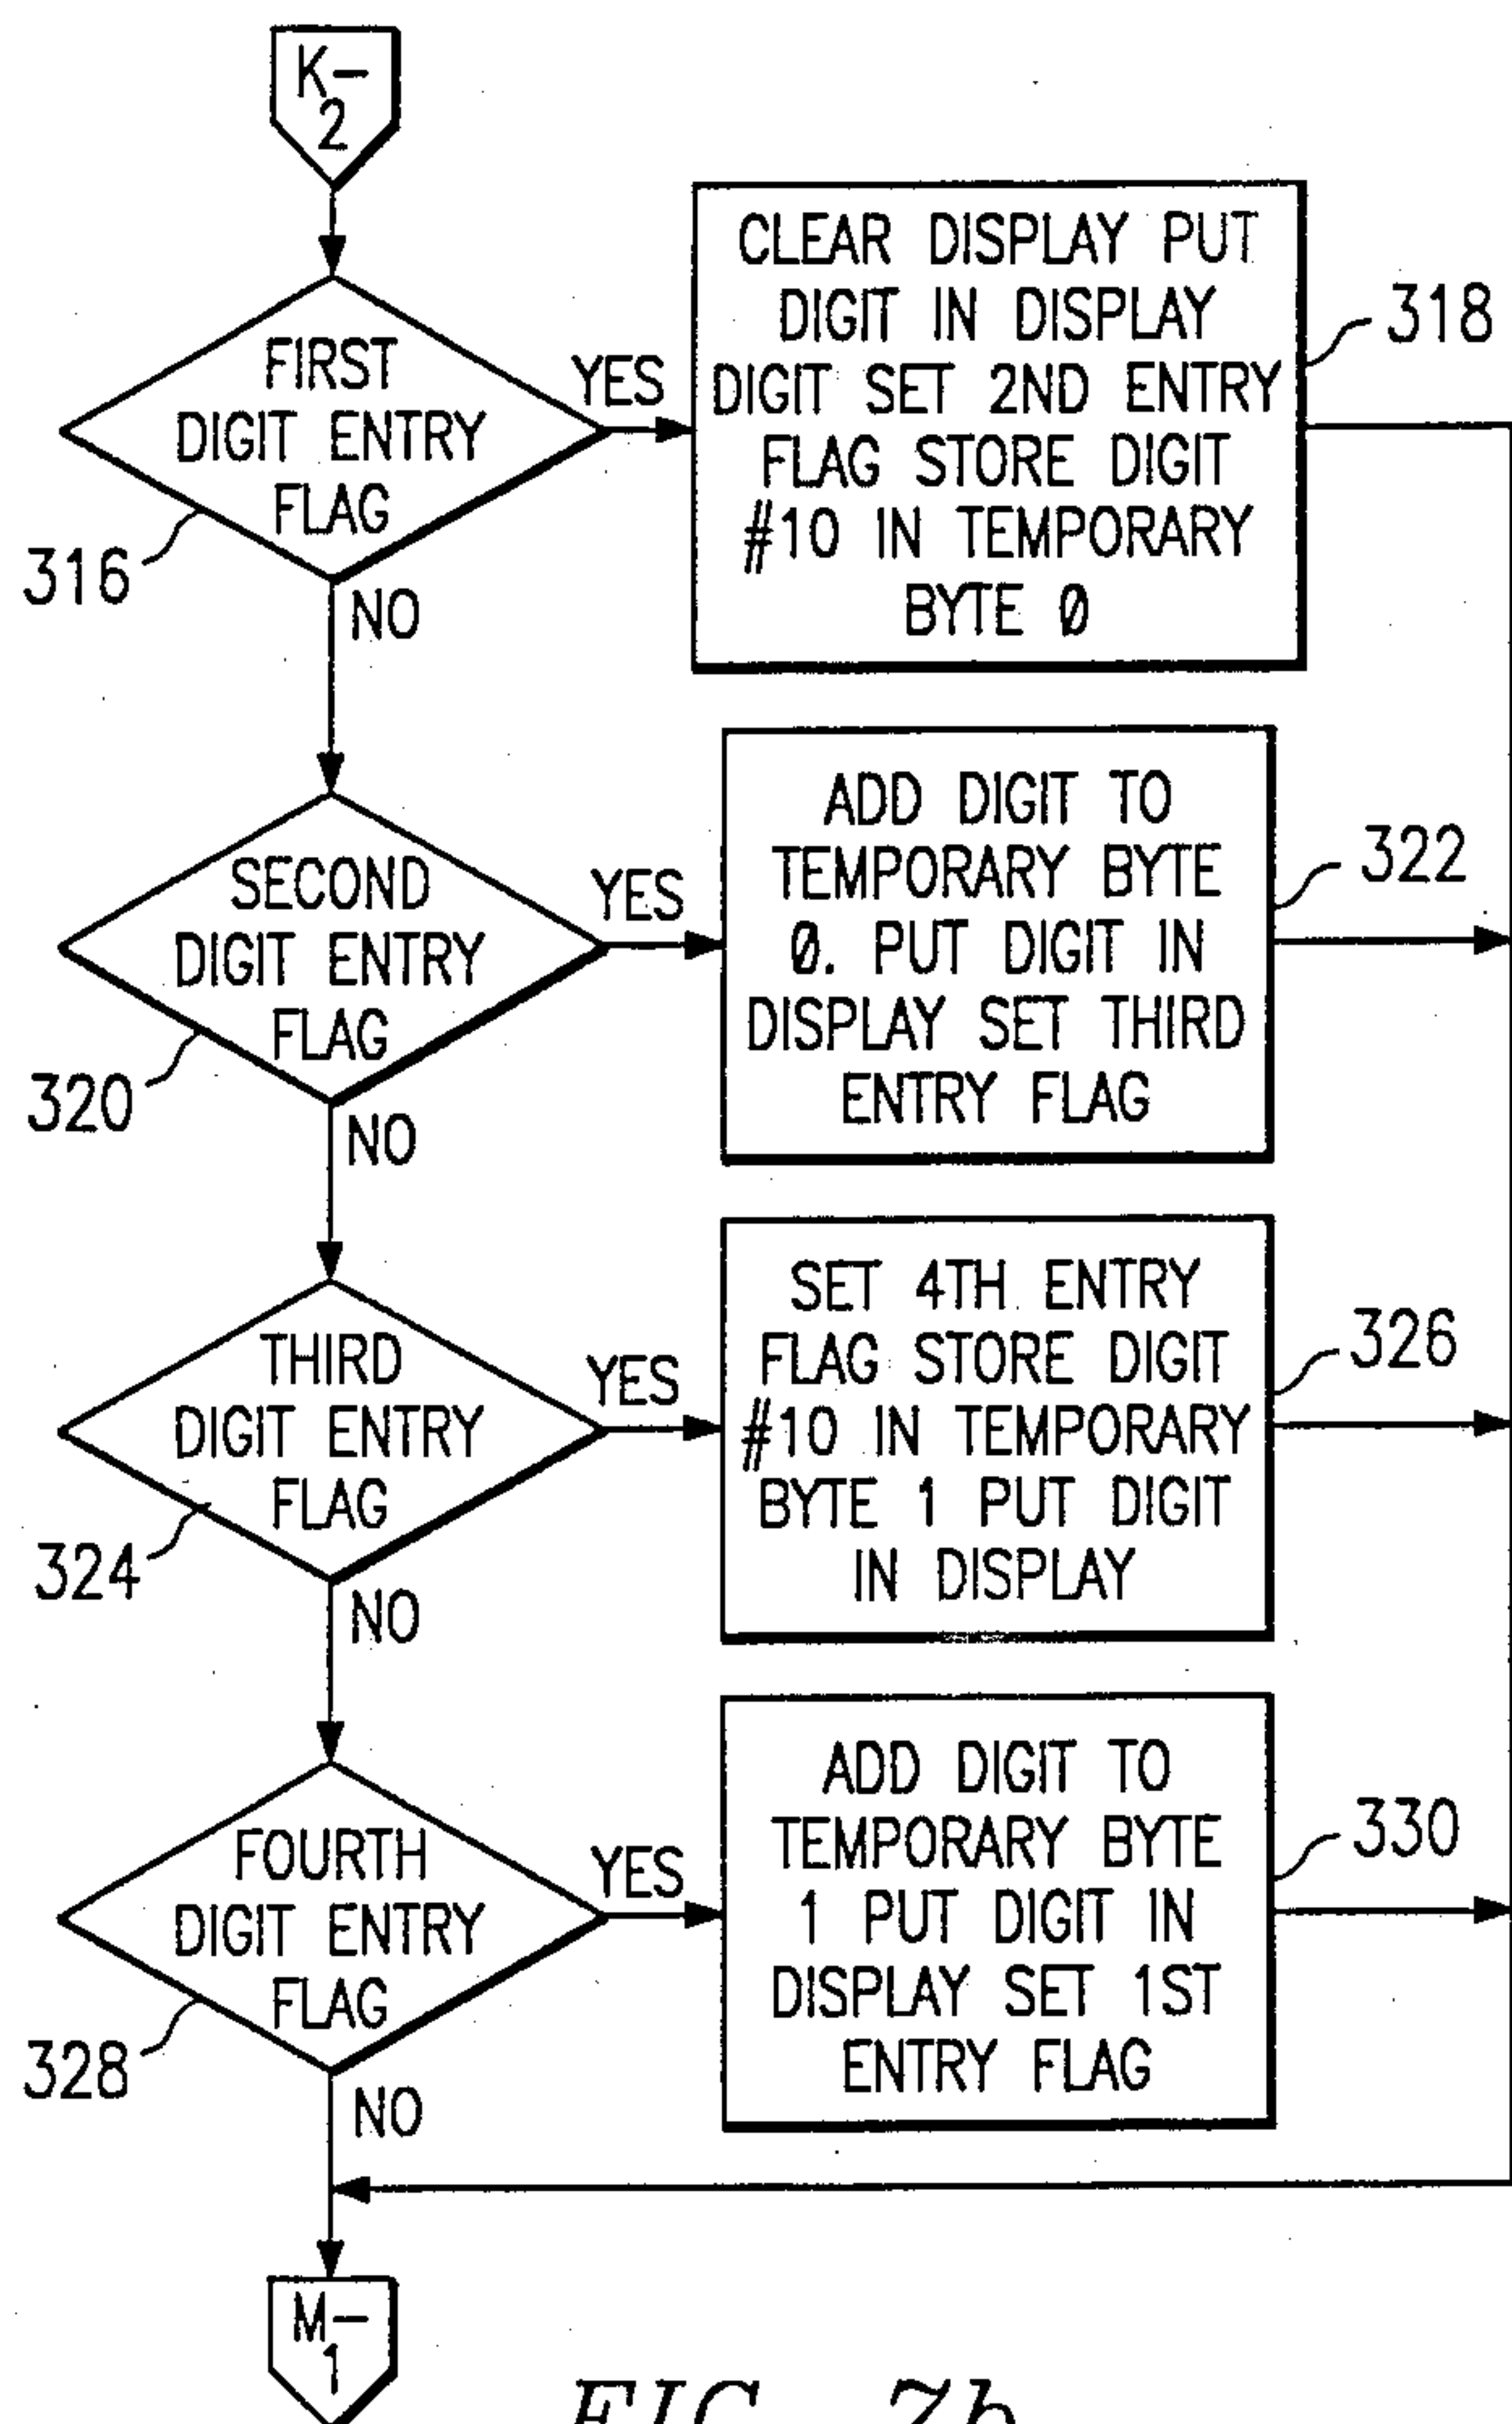 K-
2
FIRST
DIGIT ENTRY
FLAG
316
YES
NO
CLEAR DISPLAY PUT
DIGIT IN DISPLAY
DIGIT SET 2ND ENTRY
FLAG STORE DIGIT
#10 IN TEMPORARY
BYTE 0
318
SECOND
DIGIT ENTRY
FLAG
320
YES
NO
ADD DIGIT TO
TEMPORARY BYTE
0. PUT DIGIT IN
DISPLAY SET THIRD
ENTRY FLAG
322
THIRD
DIGIT ENTRY
FLAG
324
YES
NO
SET 4TH ENTRY
FLAG STORE DIGIT
#10 IN TEMPORARY
BYTE 1 PUT DIGIT
IN DISPLAY
326
FOURTH
DIGIT ENTRY
FLAG
328
YES
NO
ADD DIGIT TO
TEMPORARY BYTE
1 PUT DIGIT IN
DISPLAY SET 1ST
ENTRY FLAG
330
M-
1
FIG. 7b